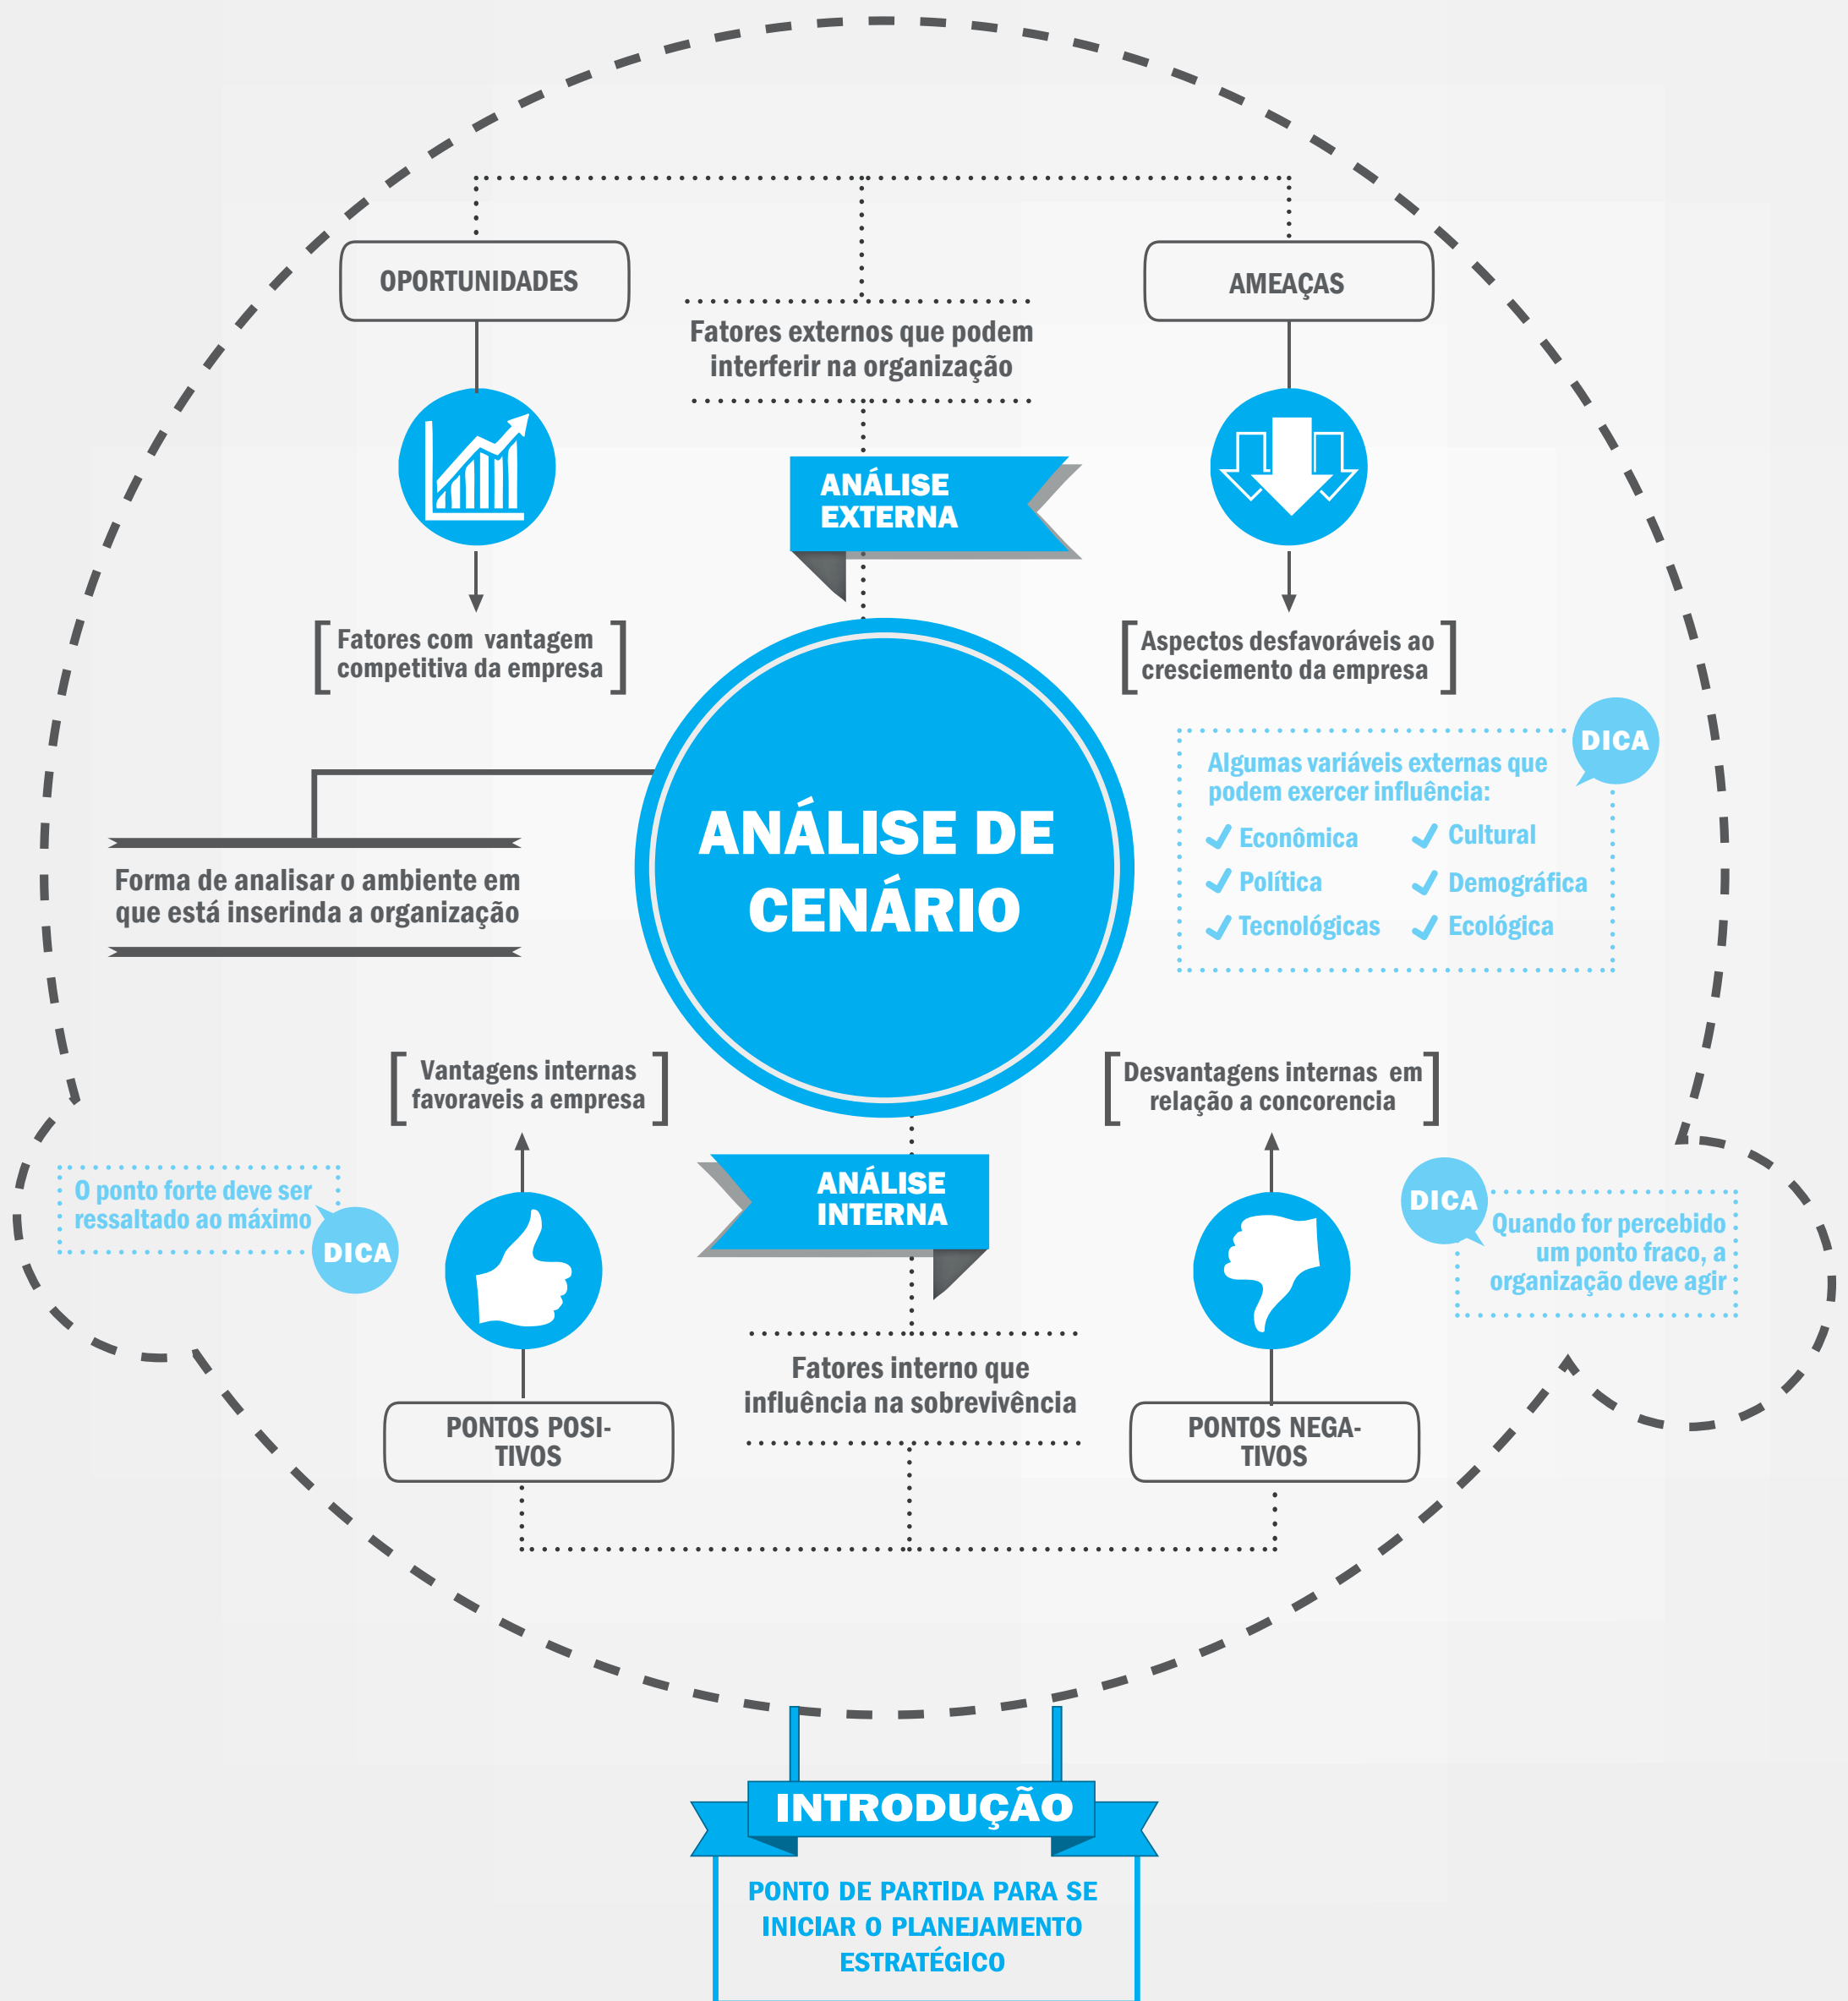 OPORTUNIDADES
AMEAÇAS
Fatores externos que podem
interferir na organização
ANÁLISE
EXTERNA
Fatores com vantagem
competitiva da empresa
Aspectos desfavoráveis ao
cresciemento da empresa
DICA
Algumas variáveis externas que
podem exercer influência:
Econômica
Cultural
Política
Demográfica
Tecnológicas
Ecológica
ANÁLISE DE
CENÁRIO
Forma de analisar o ambiente em
que está inserinda a organização
Vantagens internas
favoraveis a empresa
Desvantagens internas em
relação a concorencia
O ponto forte deve ser
ressaltado ao máximo
DICA
ANÁLISE
INTERNA
DICA
Quando for percebido
um ponto fraco, a
organização deve agir
Fatores interno que
influência na sobrevivência
PONTOS POSI-
TIVOS
PONTOS NEGA-
TIVOS
INTRODUÇÃO
PONTO DE PARTIDA PARA SE
INICIAR O PLANEJAMENTO
ESTRATÉGICO